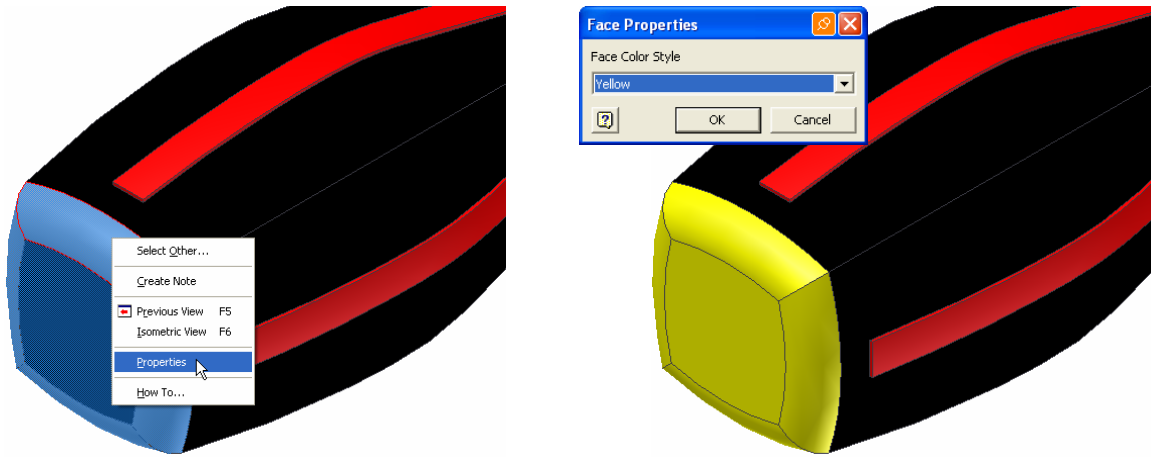 Select Other...
Create Note
Previous View F5
Isometric View F6
Properties
How To...
Face Properties
Face Color Style
Yellow
?
OK Cancel